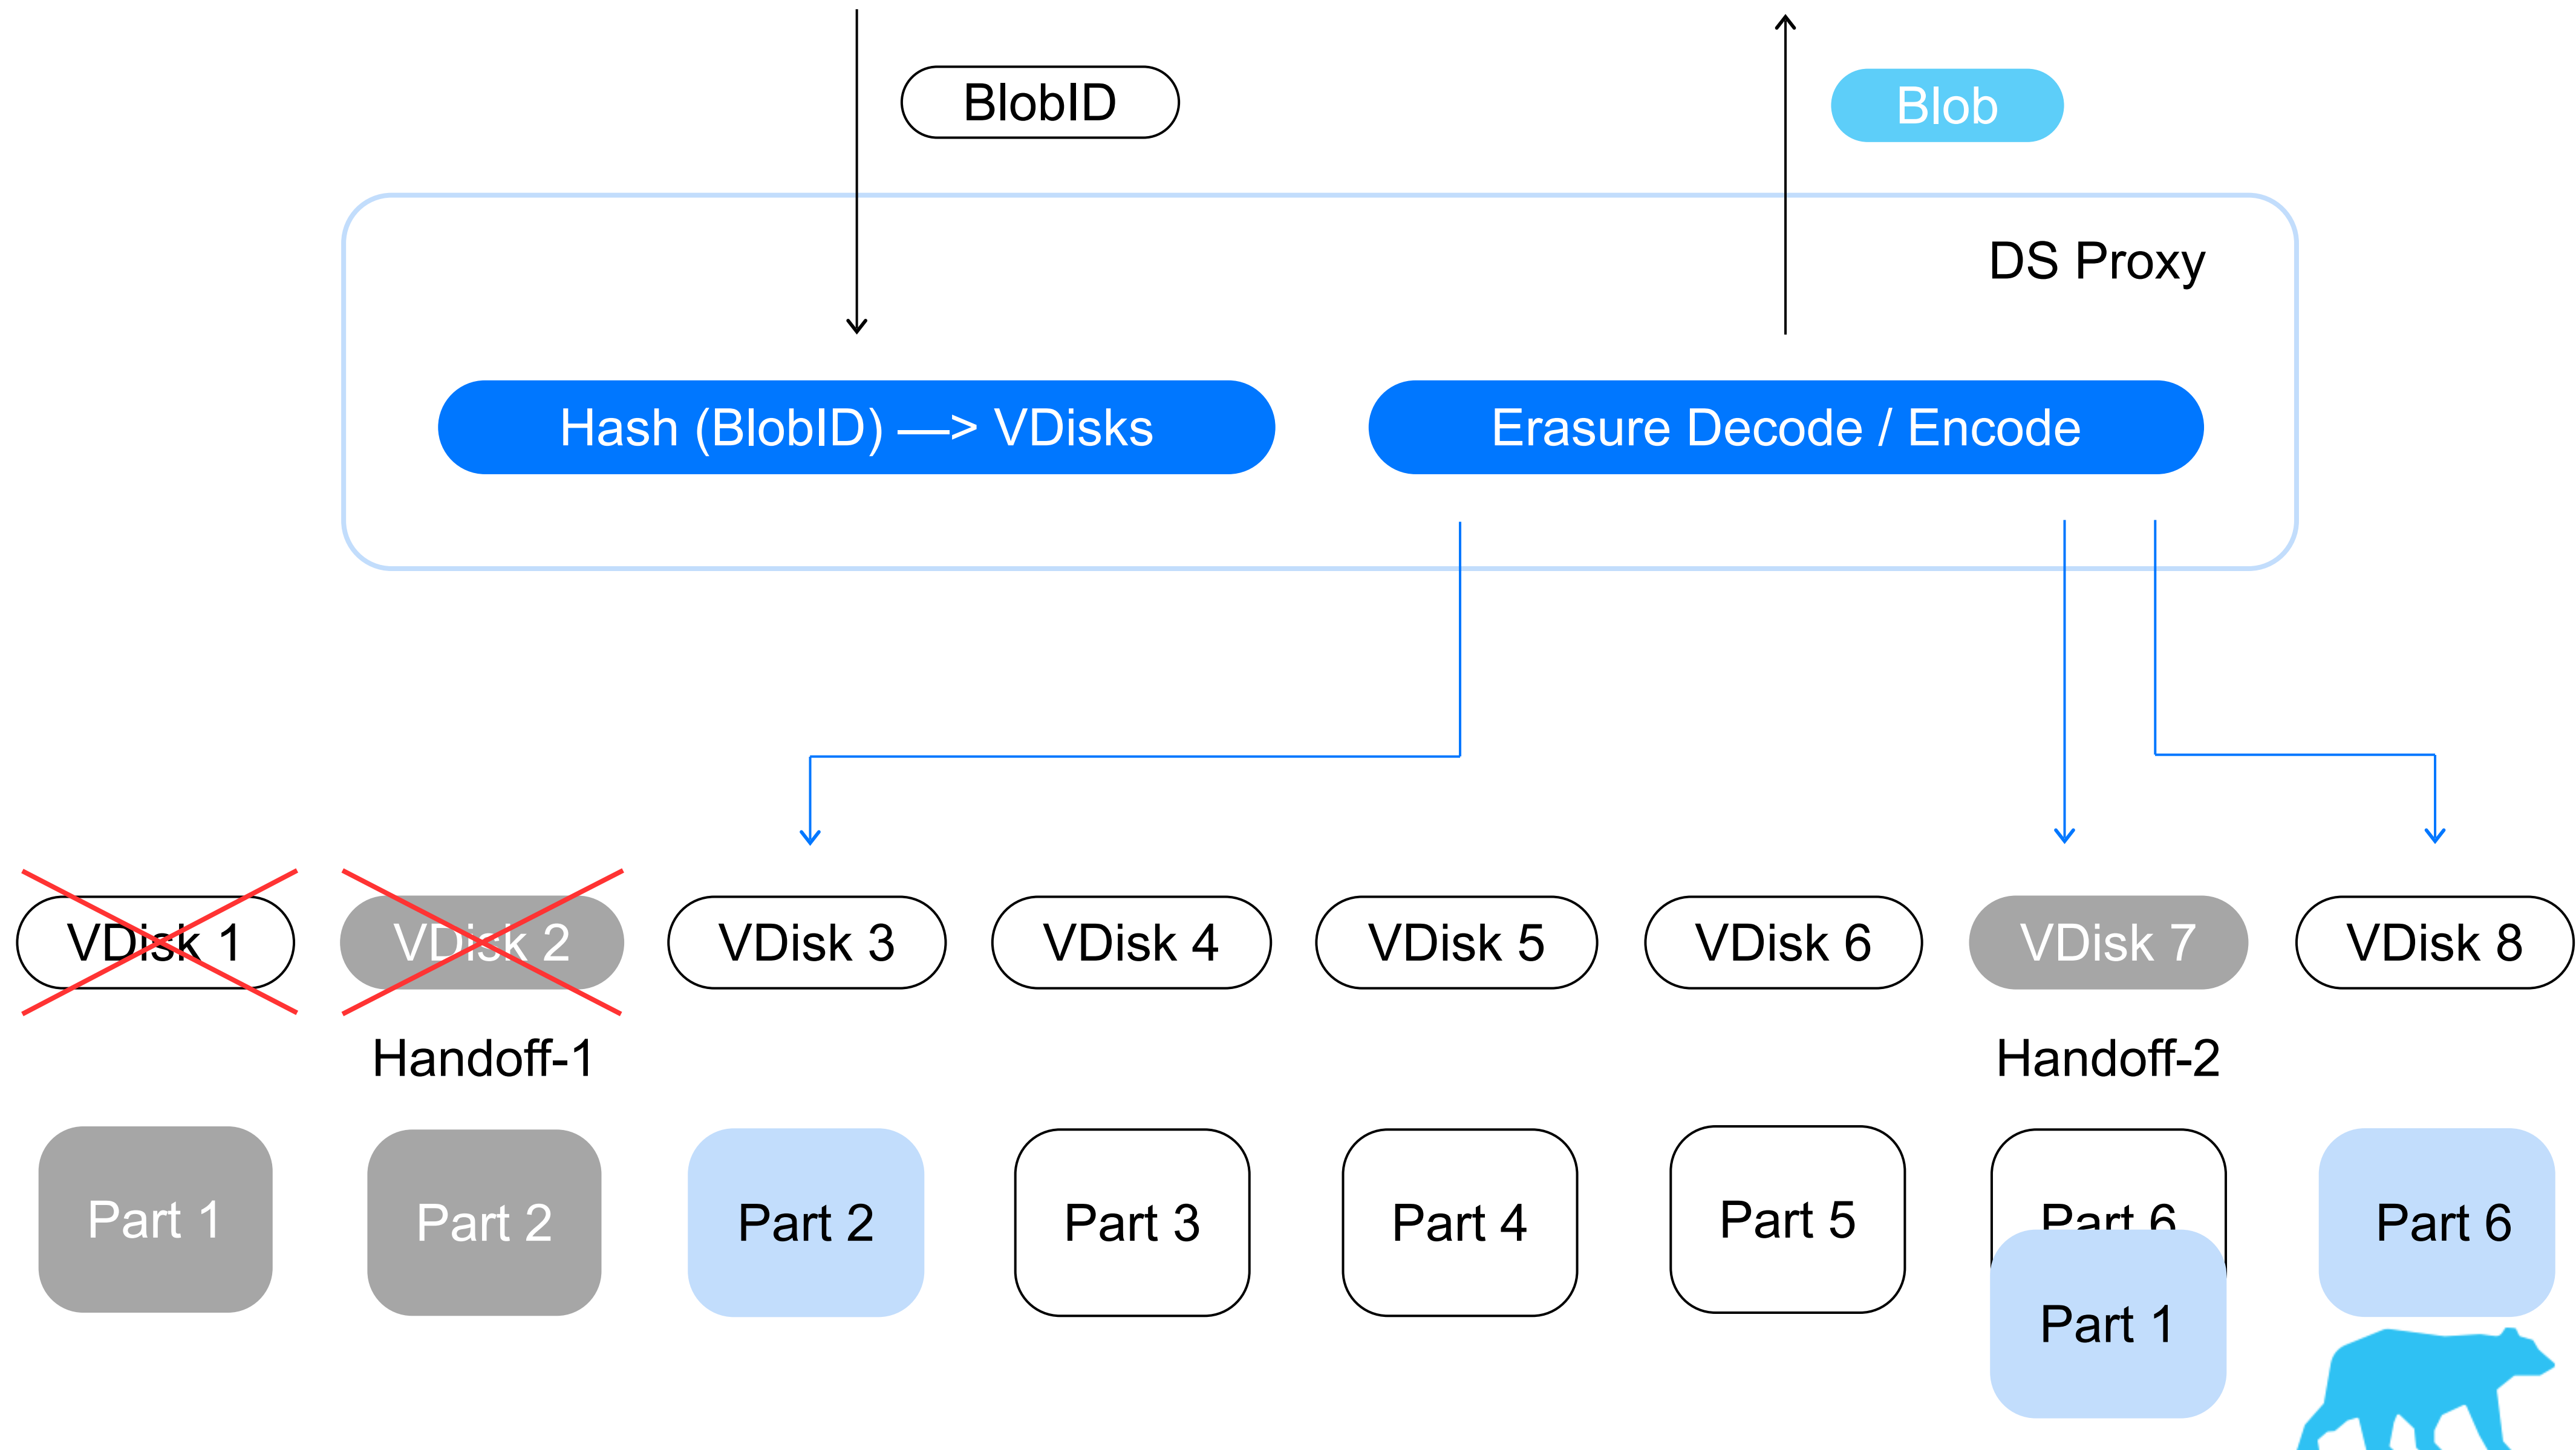 BlobID
Blob
DS Proxy
Hash (BlobID) —> VDisks
Erasure Decode / Encode
VDisk 1
VDisk 2
VDisk 3
VDisk 4
VDisk 5
VDisk 6
VDisk 7
VDisk 8
Handoff-1
Handoff-2
Part 1
Part 2
Part 2
Part 3
Part 4
Part 5
Part 6
Part 6
Part 1